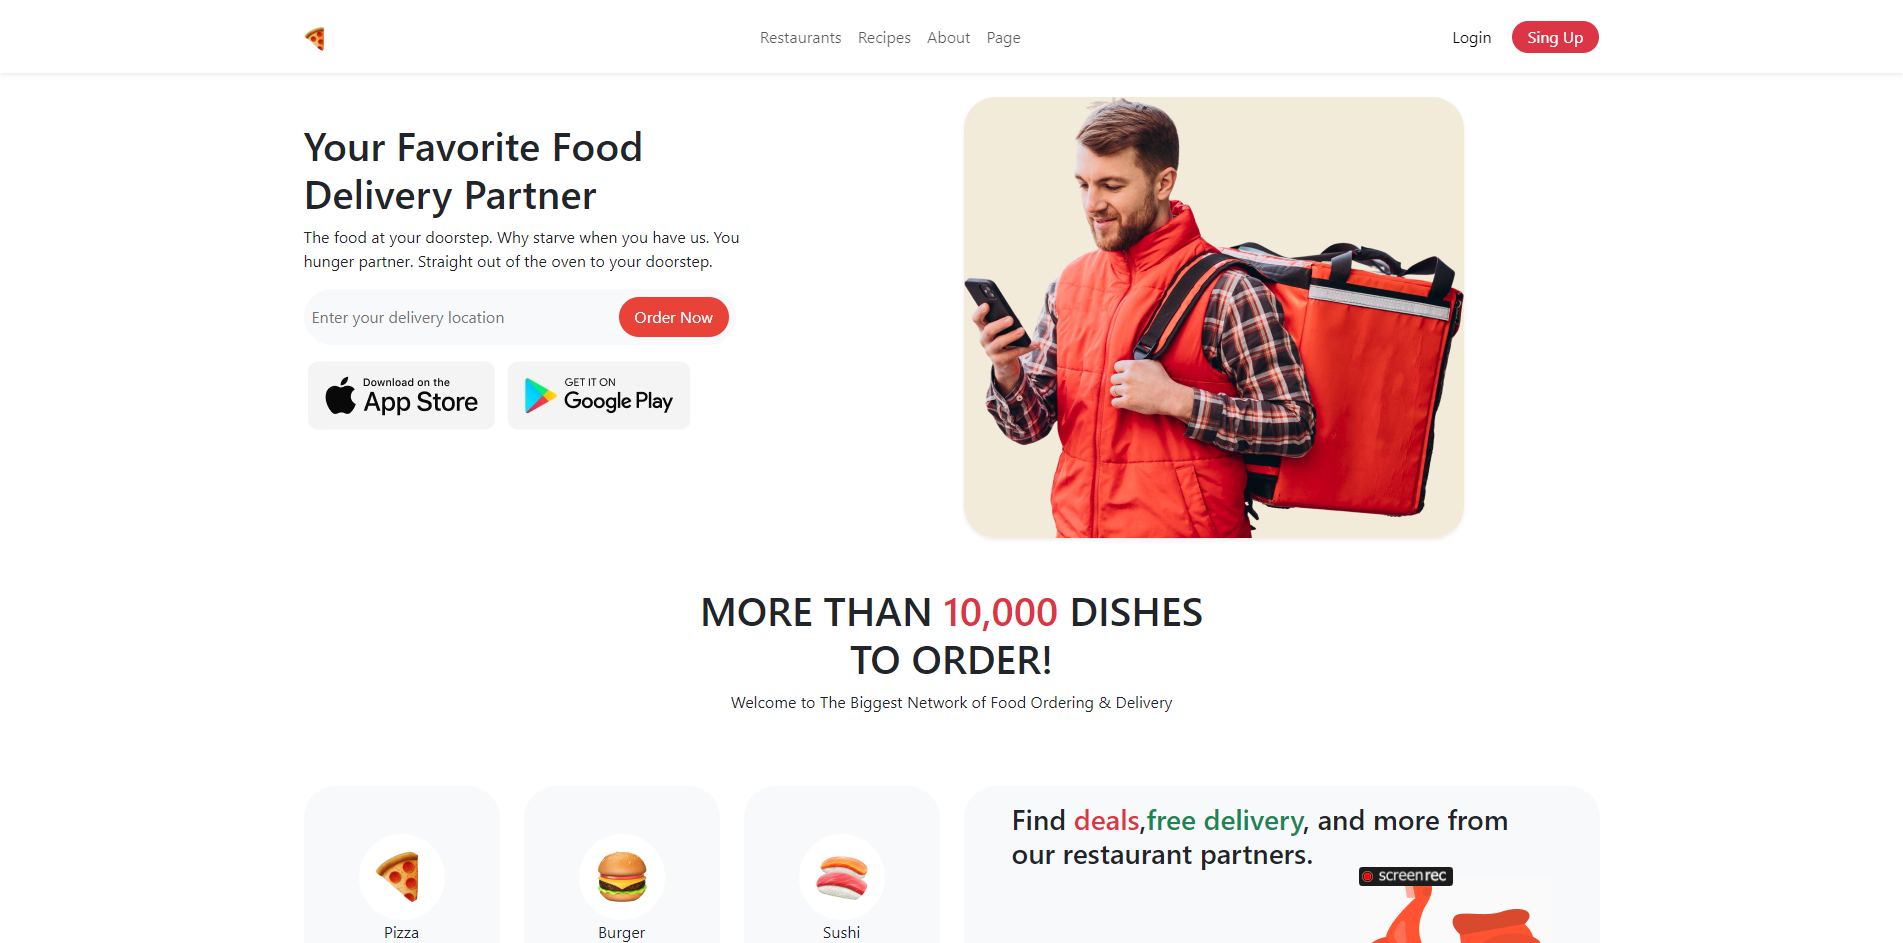 Restaurants Recipes About Page
Login Sing Up
Your Favorite Food
Delivery Partner
The food at your doorstep. Why starve when you have us. You
hunger partner. Straight out of the oven to your doorstep.
Enter your delivery location Order Now
Download on the
App Store
GET IT ON
Google Play
MORE THAN 10,000 DISHES
TO ORDER!
Welcome to The Biggest Network of Food Ordering & Delivery
Pizza
Burger
Sushi
Find deals,free delivery, and more from
our restaurant partners.
screenrec